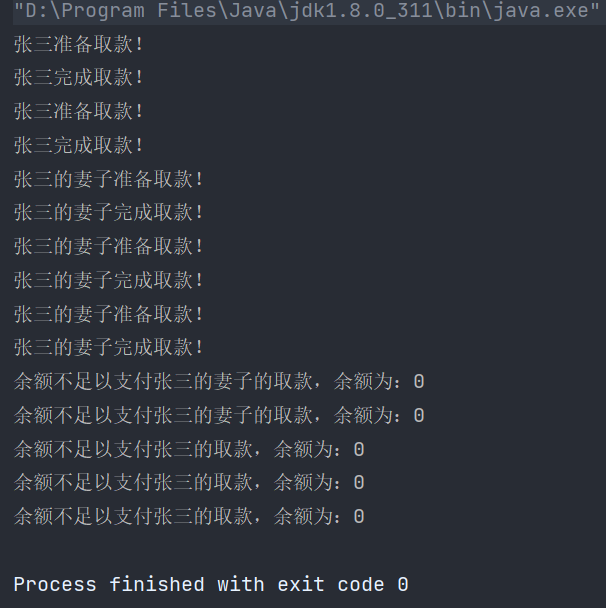 "D:\Program Files\Java\jdk1.8.0_311\bin\java.exe"
张三准备取款！
张三完成取款！
张三准备取款！
张三完成取款！
张三的妻子准备取款！
张三的妻子完成取款！
张三的妻子准备取款！
张三的妻子完成取款！
张三的妻子准备取款！
张三的妻子完成取款！
余额不足以支付张三的妻子的取款，余额为：0
余额不足以支付张三的妻子的取款，余额为：0
余额不足以支付张三的取款，余额为：0
余额不足以支付张三的取款，余额为：0
余额不足以支付张三的取款，余额为：0
Process finished with exit code 0